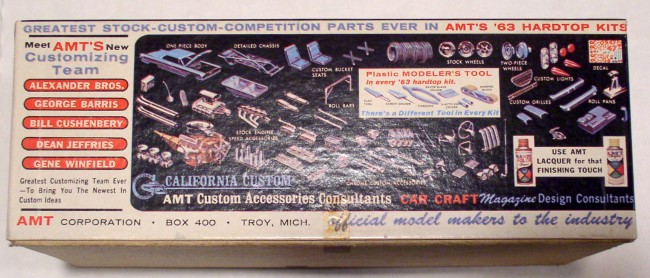 GREATEST STOCK-CUSTOM-COMPETITION PARTS EVER IN AMT'S '63 HARDTOP KITS
Meet AMT'S New
Customizing
Team
ALEXANDER BROS.
GEORGE BARRIS
BILL CUSHENBERY
DEAN JEFFRIES
GENE WINFIELD
Greatest Customizing Team Ever
—To Bring You The Newest In
Custom Ideas
ONE PIECE BODY
DETAILED CHASSIS
CUSTOM BUCKET
SEATS
ROLL BARS
STOCK ENGINE
SPEED ACCESSORIES
STOCK WHEELS
TWO-PIECE
WHEELS
DECAL
CUSTOM LIGHTS
CUSTOM GRILLES
ROLL PANS
Plastic MODELER'S TOOL
in every '63 hardtop kit.
There's a Different Tool in Every Kit
CHROME CUSTOM ACCESSORIES
USE AMT
LACQUER for that
FINISHING TOUCH
CALIFORNIA CUSTOM
AMT Custom Accessories Consultants
CAR CRAFT Magazine Design Consultants
AMT CORPORATION • BOX 400 • TROY, MICH.
official model makers to the industry